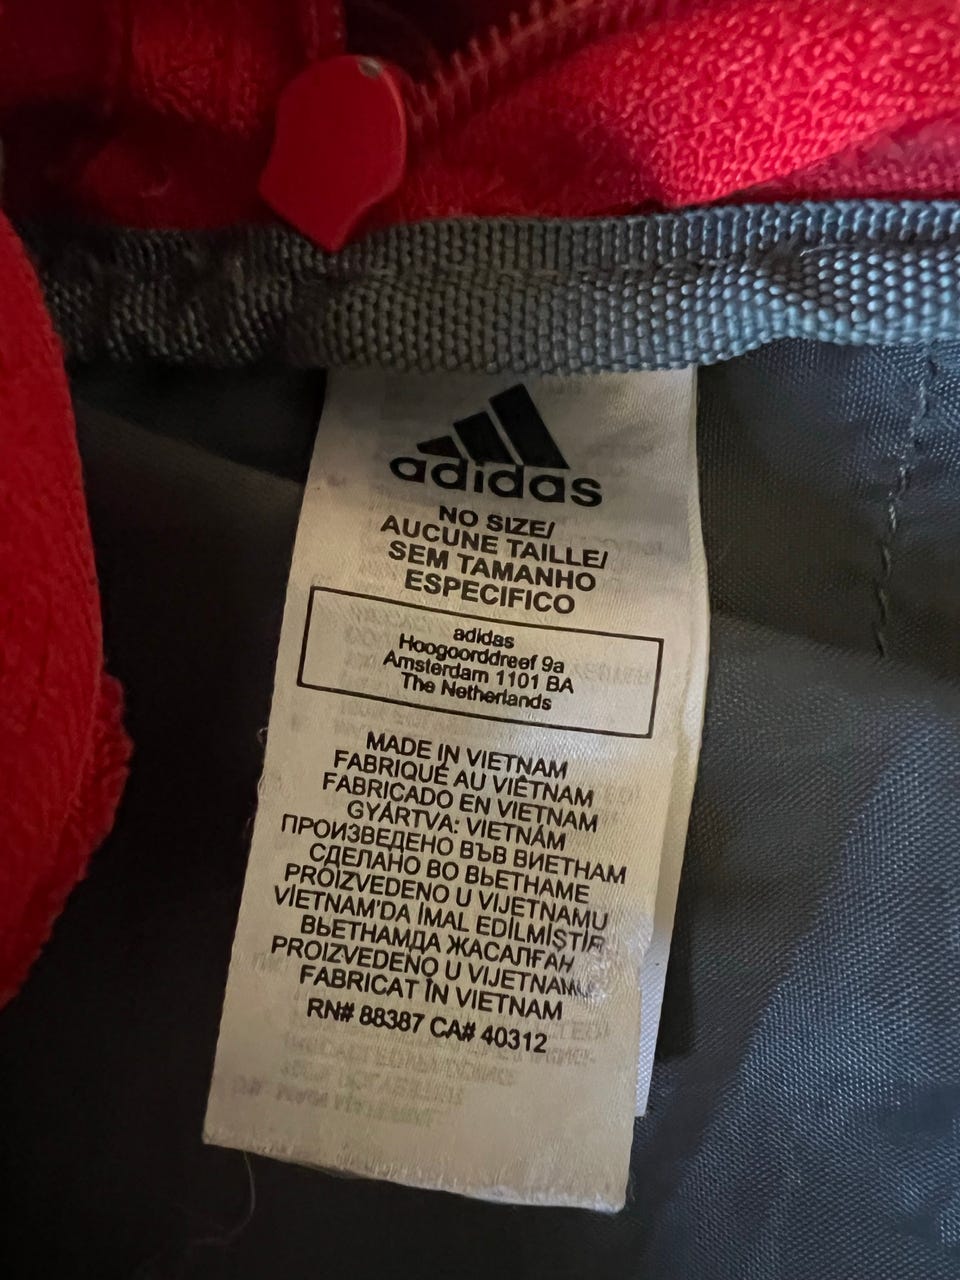 adidas
NO SIZE/
AUCUNE TAILLE/
SEM TAMANHO
ESPECIFICO
adidas
Hoogoorddreef 9a
Amsterdam 1101 BA
The Netherlands
MADE IN VIETNAM
FABRIQUÉ AU VIÊTNAM
FABRICADO EN VIETNAM
GYÁRTVA: VIETNÁM
ПРОИЗВЕДЕНО ВЪВ ВИЕТНАМ
СДЕЛАНО ВО ВЬЕТНАМЕ
PROIZVEDENO U VIJETNAMU
VİETNAM'DA İMAL EDİLMİŞTİR
ВЬЕТНАМДА ЖАСАЛҒАН
PROIZVEDENO U VIJETNAMU
FABRICAT ÎN VIETNAM
RN# 88387 CA# 40312